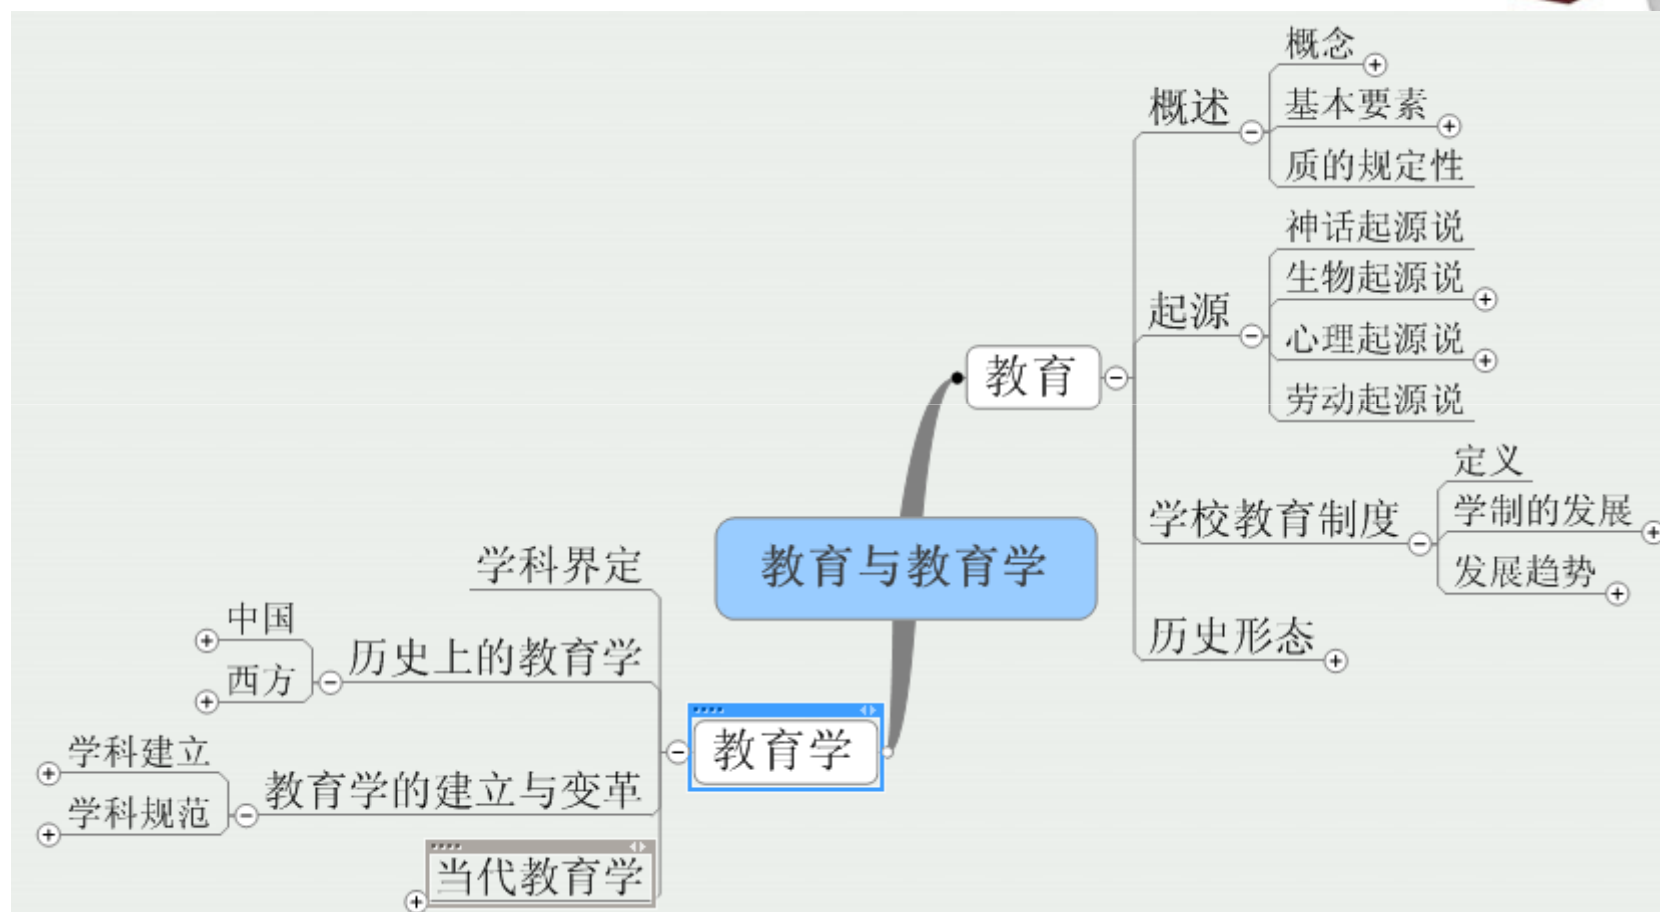 教育与教育学
教育
概述
概念
基本要素
质的规定性
起源
神话起源说
生物起源说
心理起源说
劳动起源说
学校教育制度
定义
学制的发展
发展趋势
历史形态
教育学
学科界定
历史上的教育学
中国
西方
教育学的建立与变革
学科建立
学科规范
当代教育学